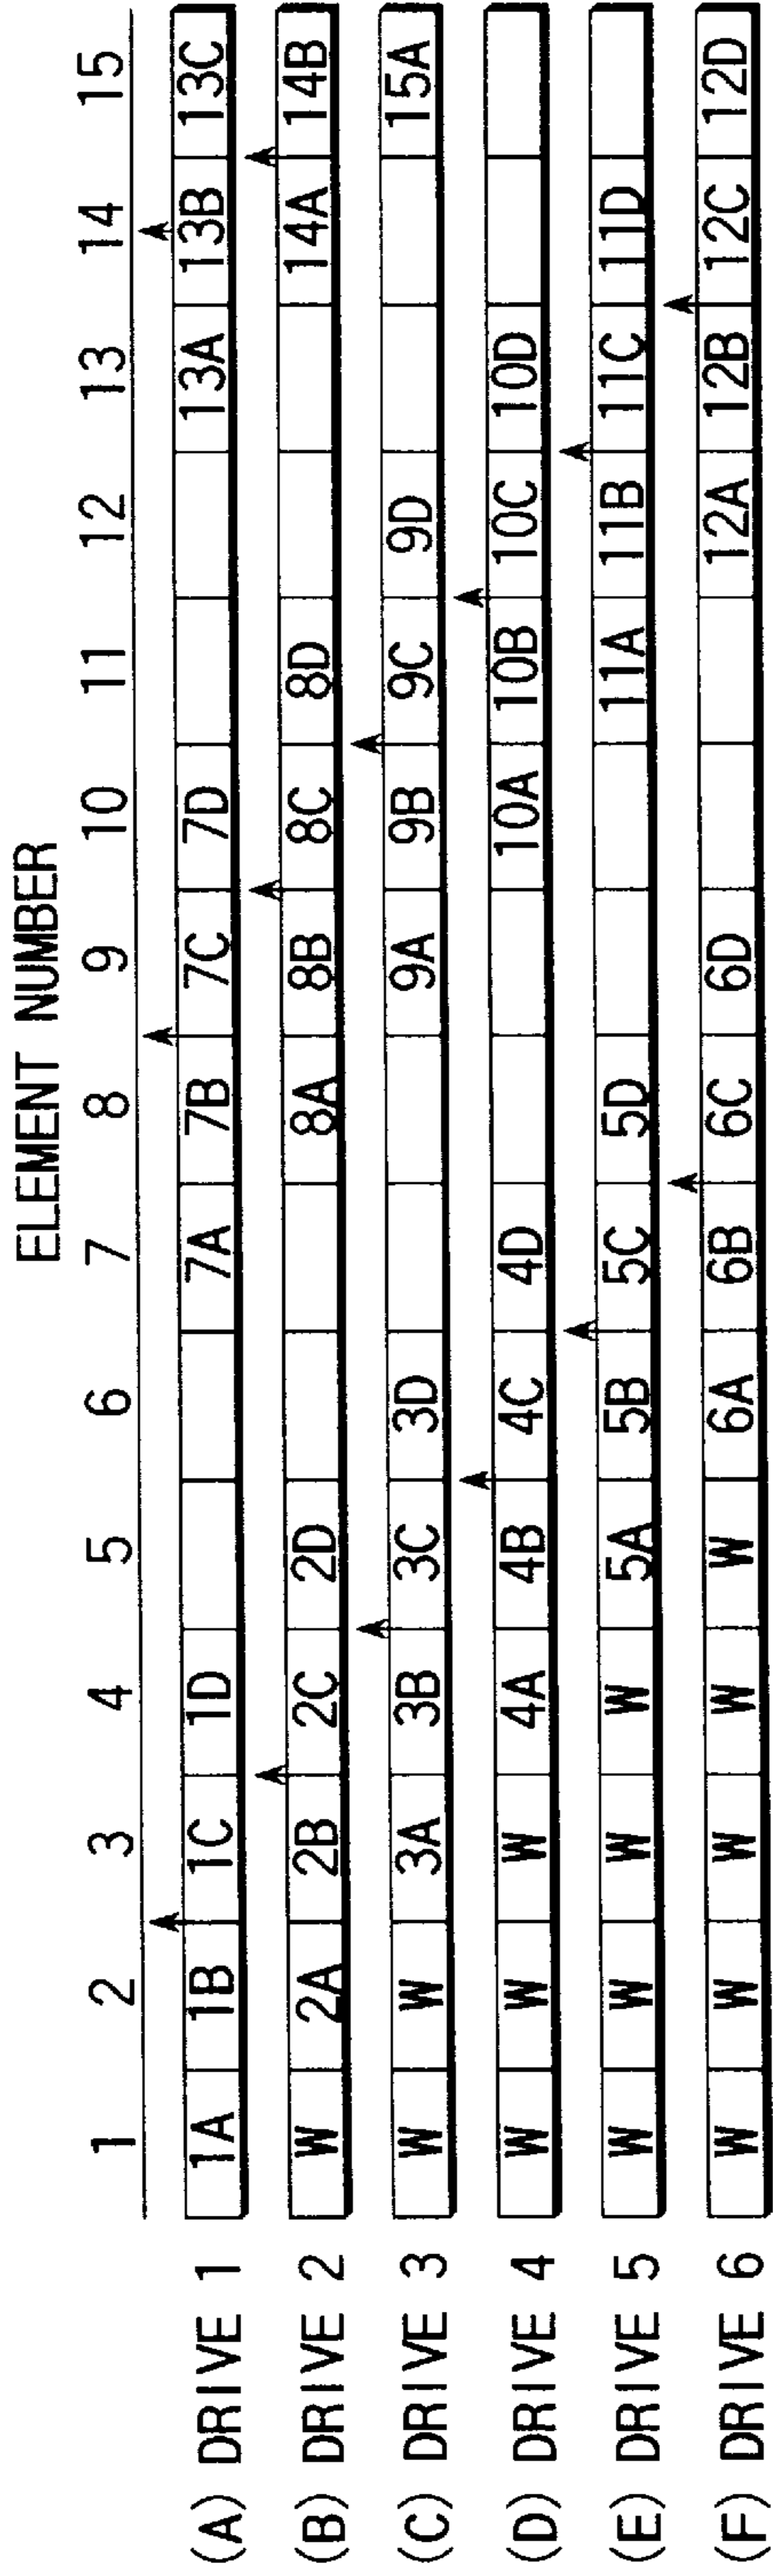 ELEMENT NUMBER
1 2 3 4 5 6 7 8 9 10 11 12 13 14 15
(A) DRIVE 1 1A 1B 1C 1D 7A 7B 7C 7D 13A 13B 13C
(B) DRIVE 2 W 2A 2B 2C 2D 8A 8B 8C 8D 14A 14B
(C) DRIVE 3 W W 3A 3B 3C 3D 9A 9B 9C 9D 15A
(D) DRIVE 4 W W W 4A 4B 4C 4D 10A 10B 10C 10D
(E) DRIVE 5 W W W W 5A 5B 5C 5D 11A 11B 11C 11D
(F) DRIVE 6 W W W W W 6A 6B 6C 6D 12A 12B 12C 12D